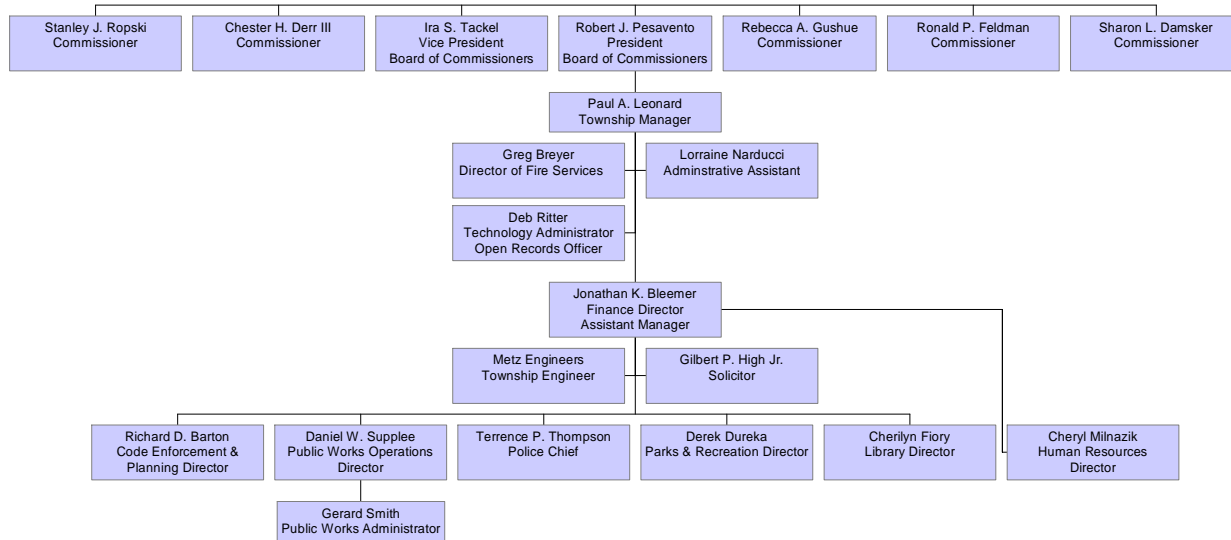 Stanley J. Ropski
Commissioner
Chester H. Derr III
Commissioner
Ira S. Tackel
Vice President
Board of Commissioners
Robert J. Pesavento
President
Board of Commissioners
Rebecca A. Gushue
Commissioner
Ronald P. Feldman
Commissioner
Sharon L. Damsker
Commissioner
Paul A. Leonard
Township Manager
Greg Breyer
Director of Fire Services
Lorraine Narducci
Adminstrative Assistant
Deb Ritter
Technology Administrator
Open Records Officer
Jonathan K. Bleemer
Finance Director
Assistant Manager
Metz Engineers
Township Engineer
Gilbert P. High Jr.
Solicitor
Richard D. Barton
Code Enforcement &
Planning Director
Daniel W. Supplee
Public Works Operations
Director
Terrence P. Thompson
Police Chief
Derek Dureka
Parks & Recreation Director
Cherilyn Fiory
Library Director
Cheryl Milnazik
Human Resources
Director
Gerard Smith
Public Works Administrator